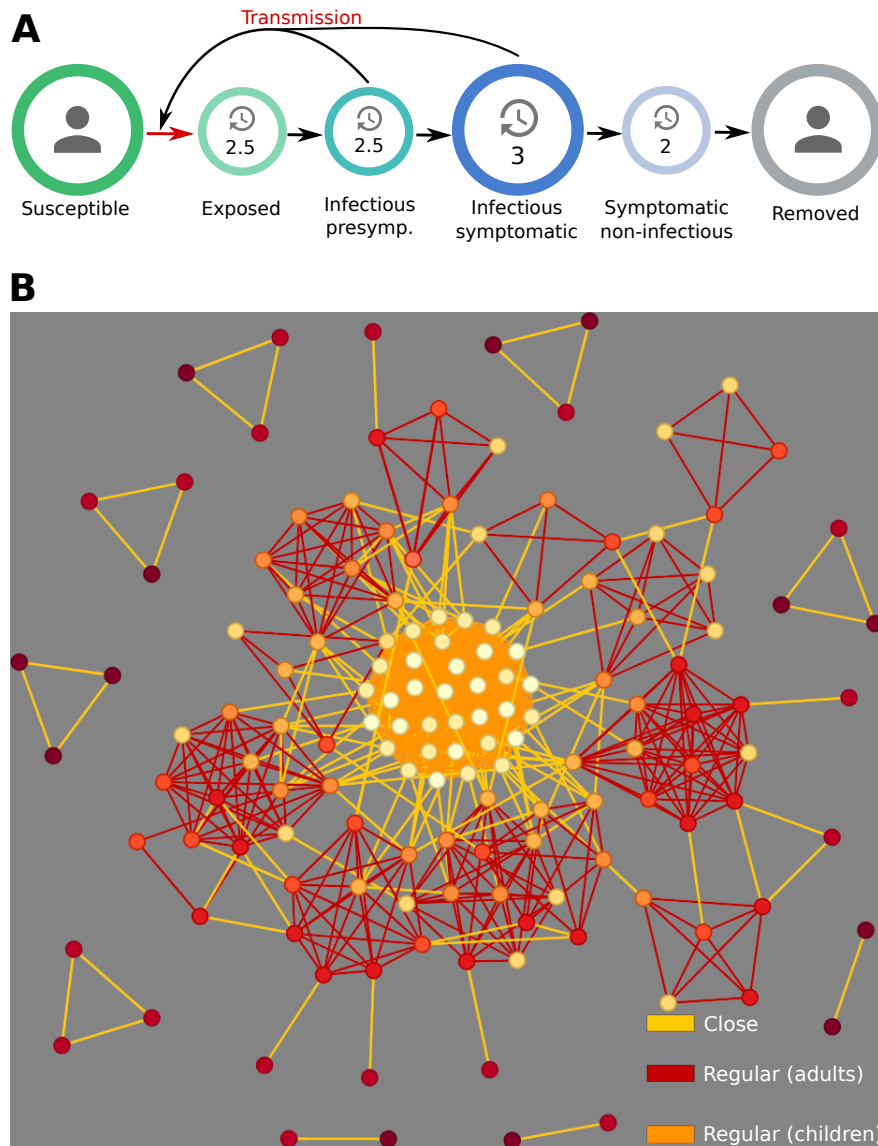 A
Transmission
2.5
2.5
3
2
Susceptible
Exposed
Infectious
presymp.
Infectious
symptomatic
Symptomatic
non-infectious
Removed
B
Close
Regular (adults)
Regular (children)